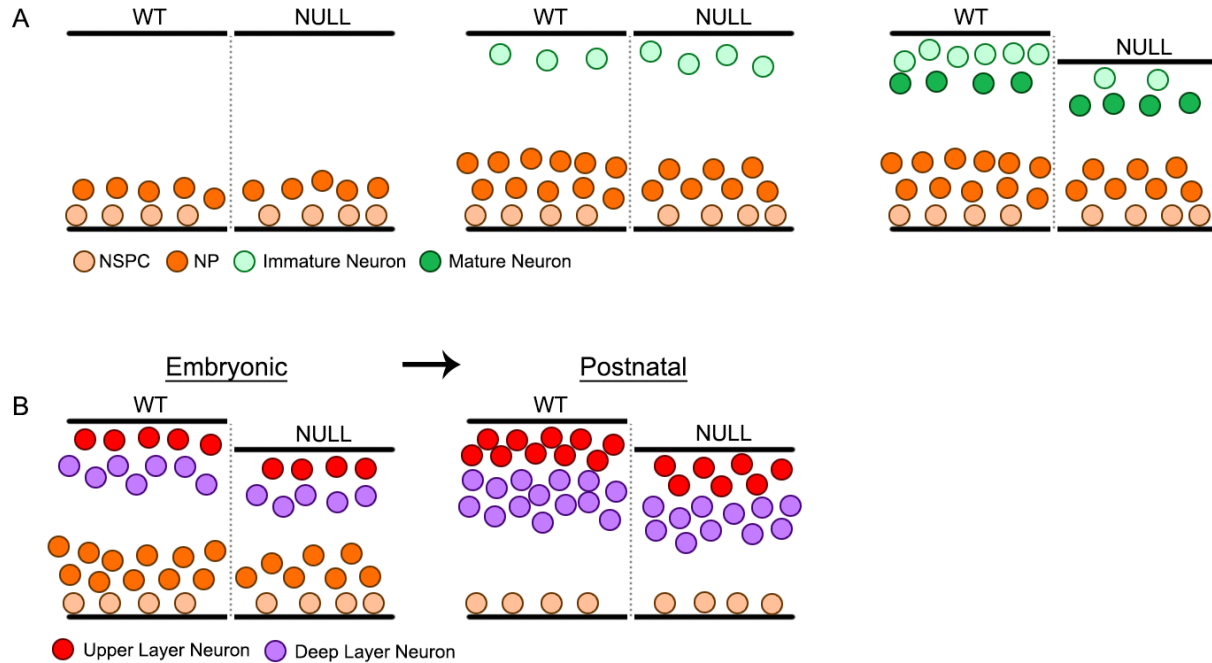 A
WT NULL
WT NULL
WT NULL
NSPC NP Immature Neuron Mature Neuron
Embryonic Postnatal
B
WT NULL
WT NULL
Upper Layer Neuron Deep Layer Neuron